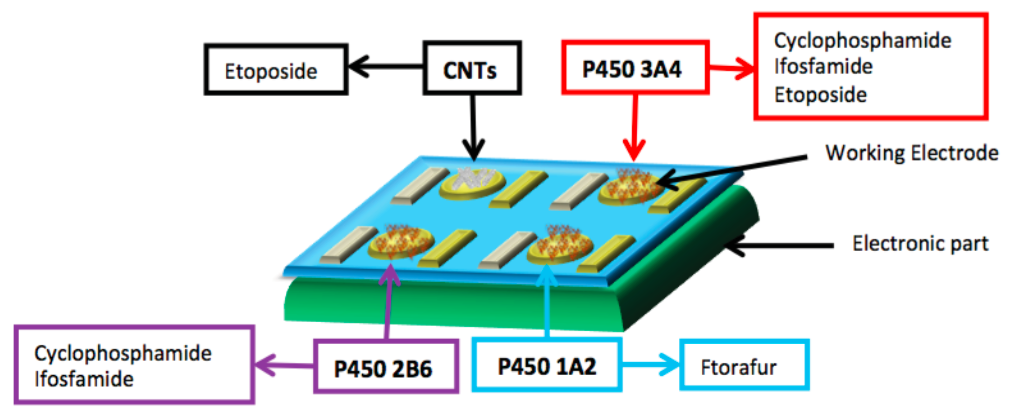 Etoposide
CNTs
P450 3A4
Cyclophosphamide
Ifosfamide
Etoposide
Working Electrode
Electronic part
Cyclophosphamide
Ifosfamide
P450 2B6
P450 1A2
Ftorafur